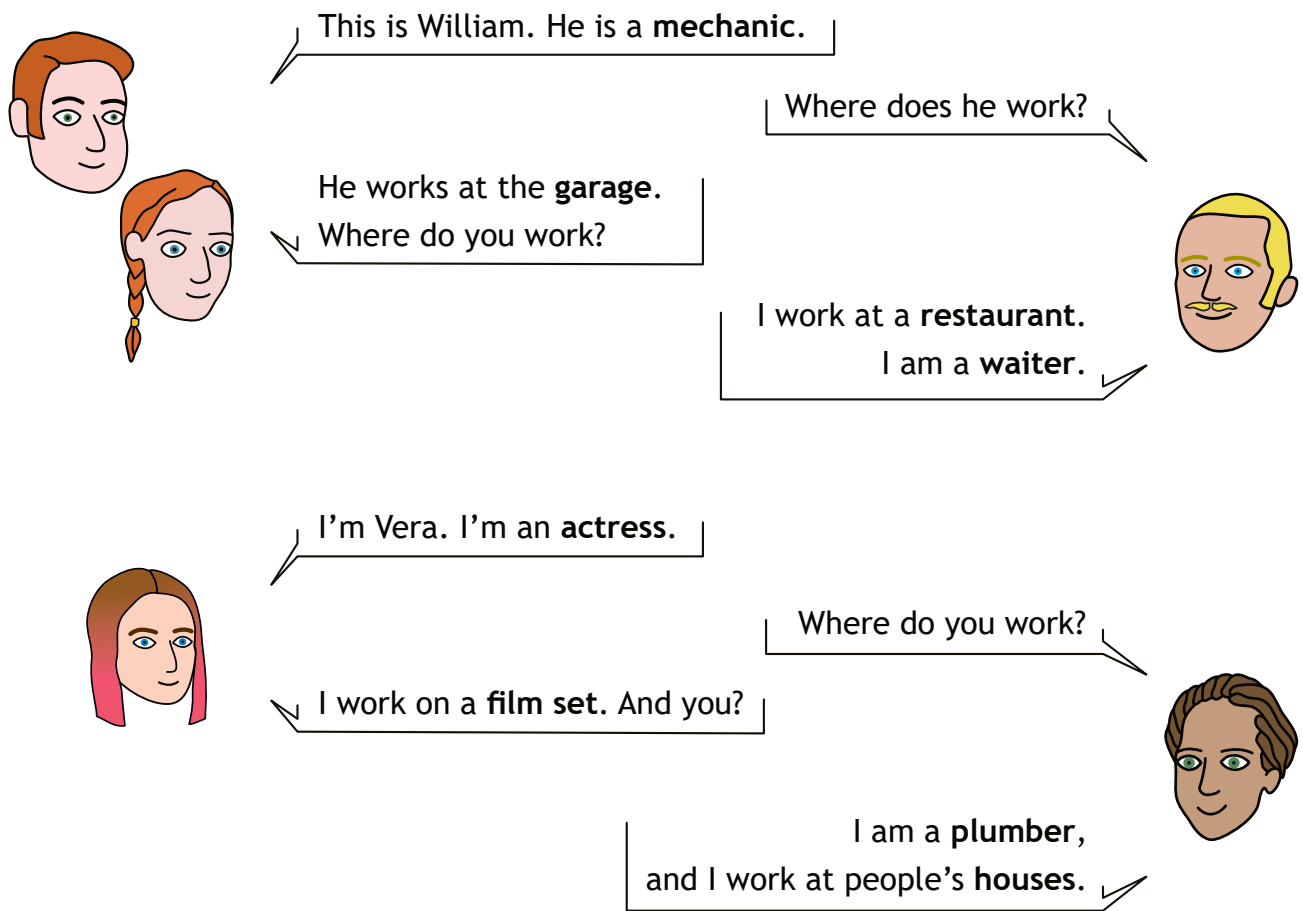 This is William. He is a mechanic.
Where does he work?
He works at the garage.
Where do you work?
I work at a restaurant.
I am a waiter.
I’m Vera. I’m an actress.
Where do you work?
I work on a film set. And you?
I am a plumber,
and I work at people’s houses.